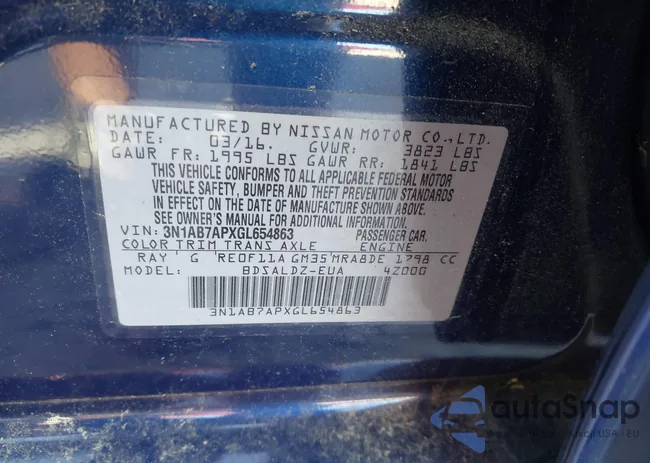 MANUFACTURED BY NISSAN MOTOR CO., LTD.
DATE: 03/16. GVWR: 3823 LBS
GAWR FR: 1995 LBS GAWR RR: 1841 LBS
THIS VEHICLE CONFORMS TO ALL APPLICABLE FEDERAL MOTOR
VEHICLE SAFETY, BUMPER AND THEFT PREVENTION STANDARDS
IN EFFECT ON THE DATE OF MANUFACTURE SHOWN ABOVE.
SEE OWNER'S MANUAL FOR ADDITIONAL INFORMATION.
VIN: 3N1AB7APXGL654863 PASSENGER CAR.
COLOR TRIM TRANS AXLE ENGINE
RAY G RE0F11A GM35 MRA8DE 1798 CC
MODEL: BDSALDZ-EUA 4Z000
3N1AB7APXGL654863
autoSnap
USA
EU